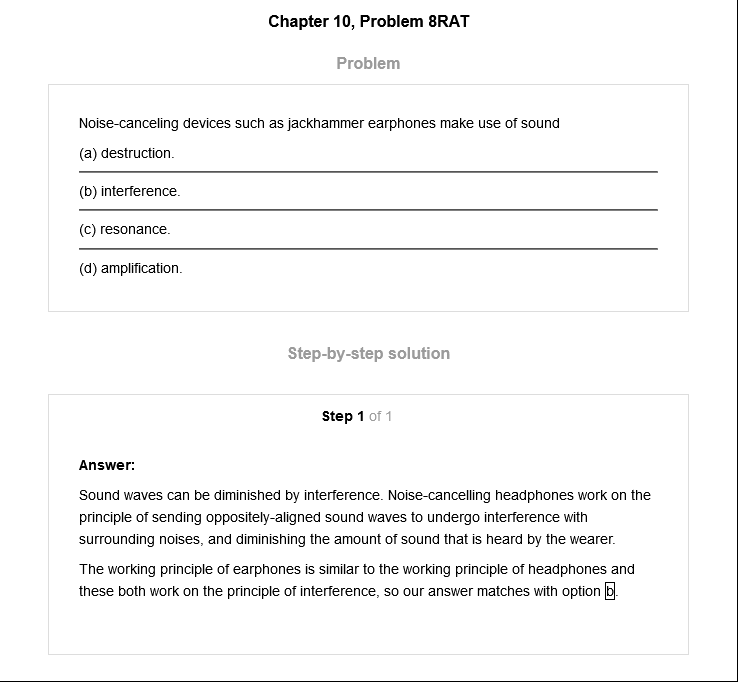 Chapter 10, Problem 8RAT
Problem
Noise-canceling devices such as jackhammer earphones make use of sound
(a) destruction.
(b) interference.
(c) resonance.
(d) amplification.
Step-by-step solution
Step 1 of 1
Answer:
Sound waves can be diminished by interference. Noise-cancelling headphones work on the
principle of sending oppositely-aligned sound waves to undergo interference with
surrounding noises, and diminishing the amount of sound that is heard by the wearer.
The working principle of earphones is similar to the working principle of headphones and
these both work on the principle of interference, so our answer matches with option b.